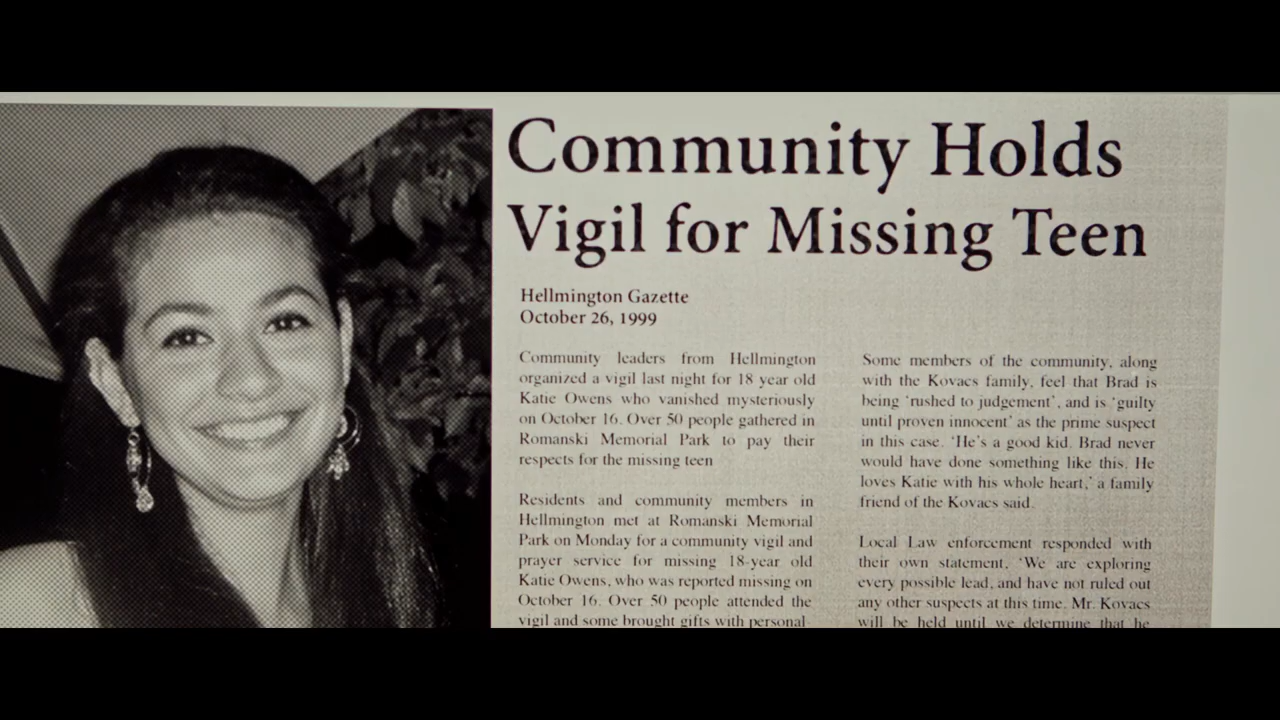 Community Holds
Vigil for Missing Teen
Hellmington Gazette
October 26, 1999
Community leaders from Hellmington
organized a vigil last night for 18 year old
Katie Owens who vanished mysteriously
on October 16. Over 50 people gathered in
Romanski Memorial Park to pay their
respects for the missing teen
Residents and community members in
Hellmington met at Romanski Memorial
Park on Monday for a community vigil and
prayer service for missing 18-year old
Katie Owens, who was reported missing on
October 16. Over 50 people attended the
vigil and some brought gifts with personal
Some members of the community, along
with the Kovacs family, feel that Brad is
being 'rushed to judgement', and is 'guilty
until proven innocent' as the prime suspect
in this case. 'He's a good kid. Brad never
would have done something like this. He
loves Katie with his whole heart,' a family
friend of the Kovacs said.
Local Law enforcement responded with
their own statement, 'We are exploring
every possible lead, and have not ruled out
any other suspects at this time. Mr. Kovacs
will be held until we determine that he